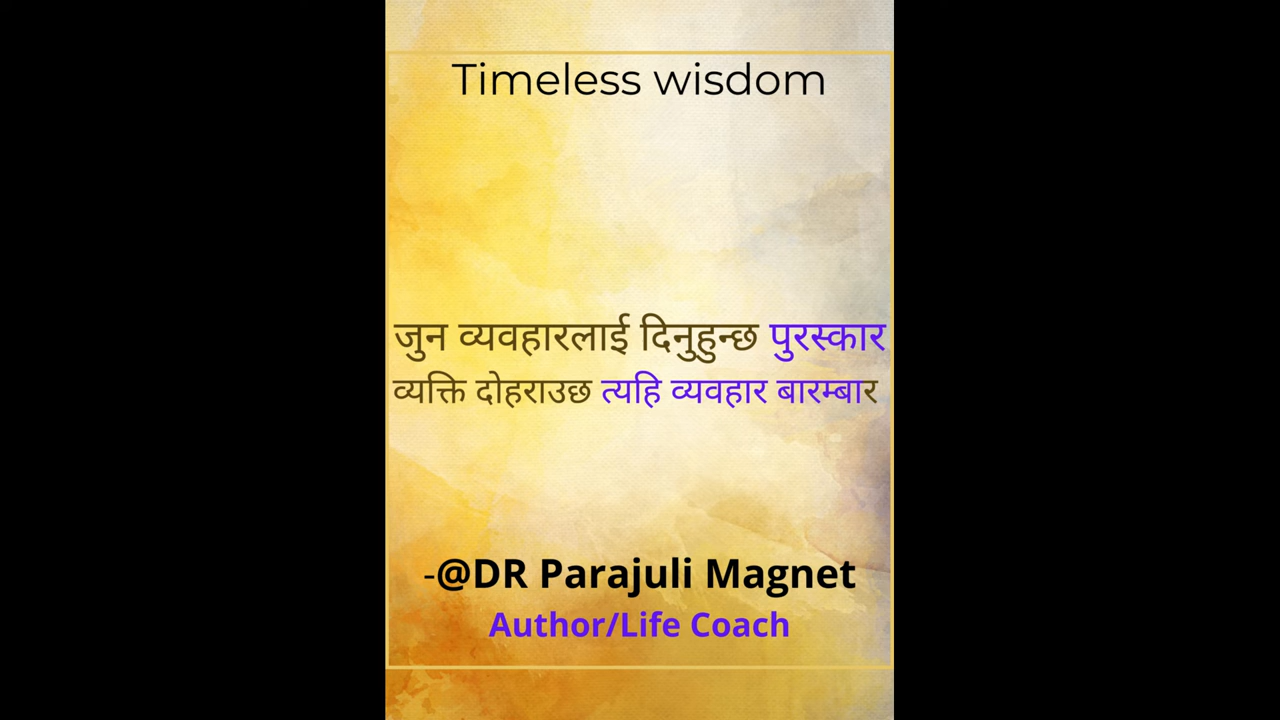 Timeless wisdom
जुन व्यवहारलाई दिनुहुन्छ पुरस्कार
व्यक्ति दोहराउछ त्यहि व्यवहार बारम्बार
-@DR Parajuli Magnet
Author/Life Coach